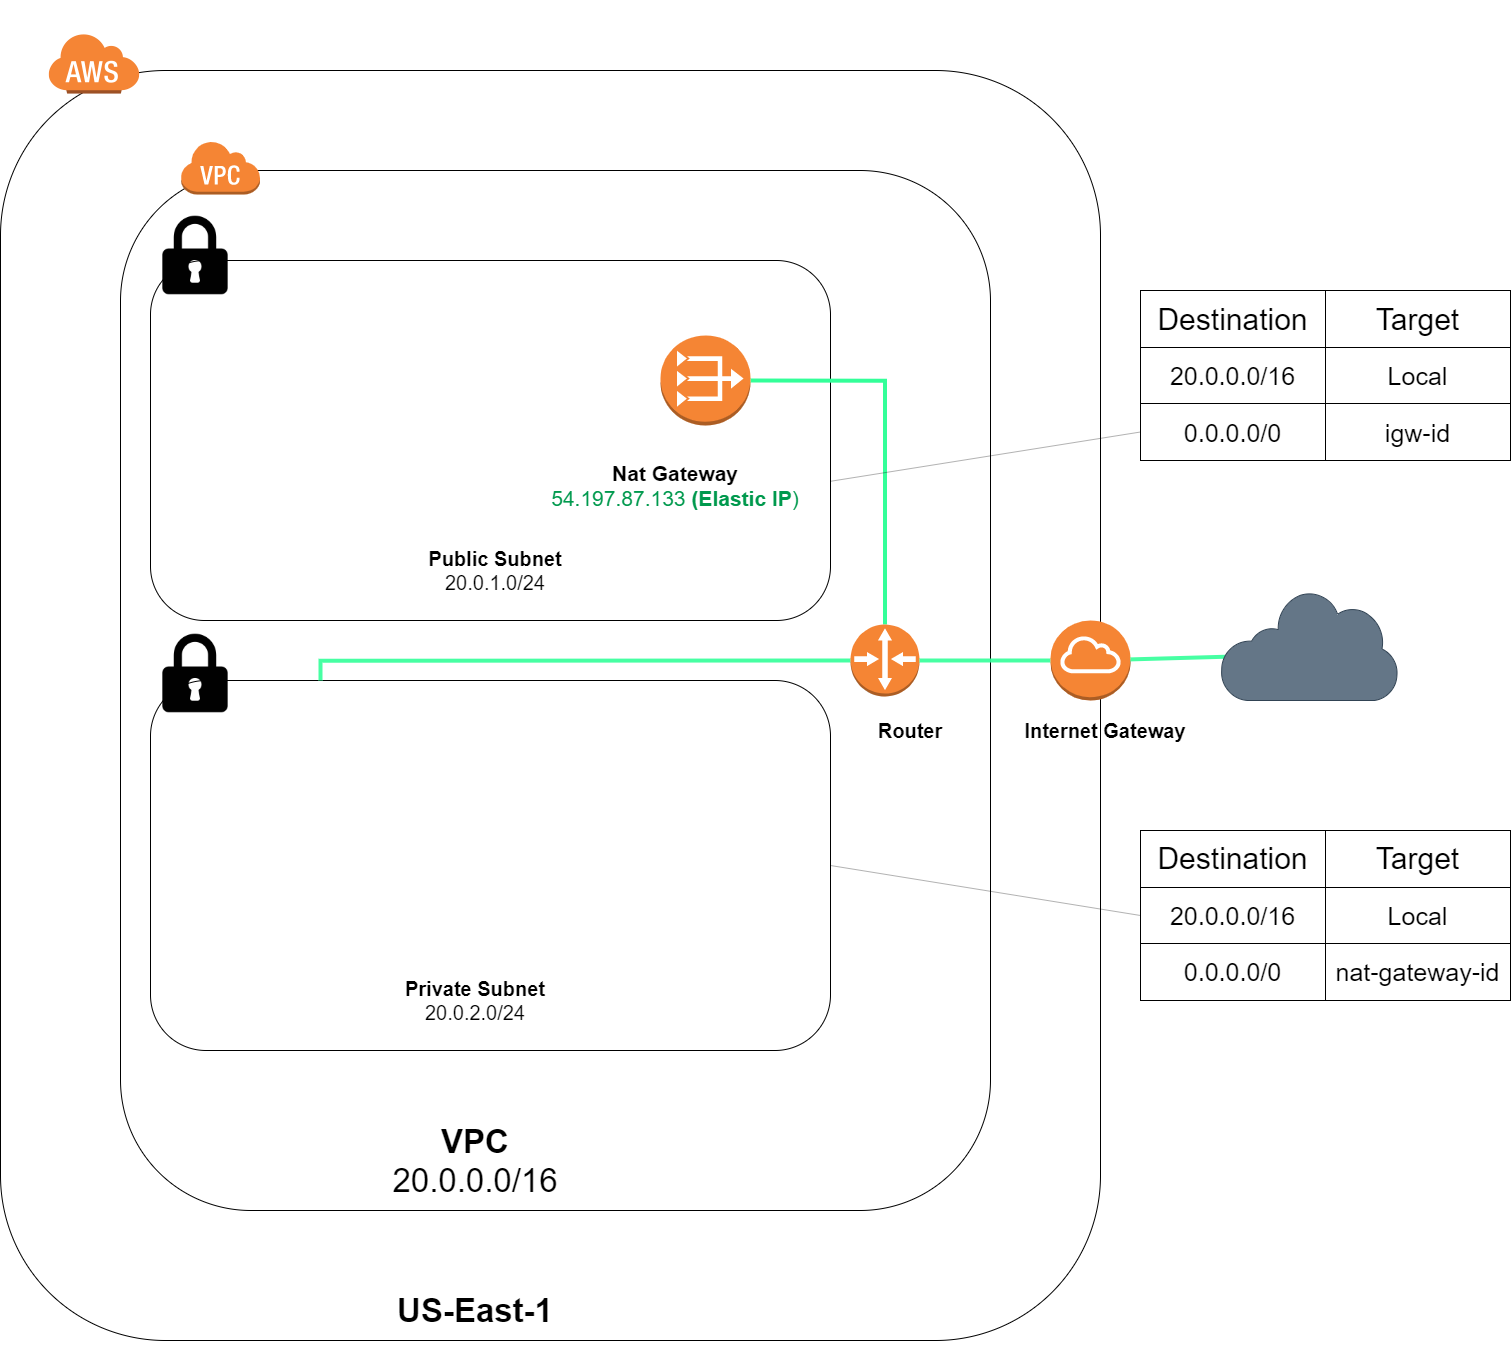 AWS
VPC
Destination Target
20.0.0.0/16 Local
0.0.0.0/0 igw-id
Nat Gateway
54.197.87.133 (Elastic IP)
Public Subnet
20.0.1.0/24
Router
Internet Gateway
Destination Target
20.0.0.0/16 Local
0.0.0.0/0 nat-gateway-id
Private Subnet
20.0.2.0/24
VPC
20.0.0.0/16
US-East-1